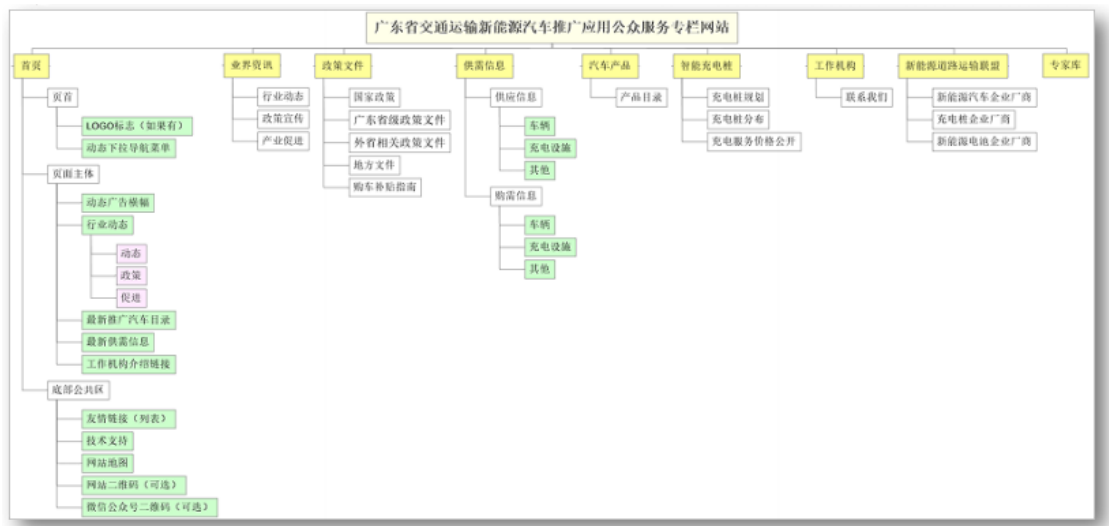 广东省交通运输新能源汽车推广应用公众服务专栏网站
首页
页首
LOGO标志（如果有）
动态下拉导航菜单
页面主体
动态广告横幅
行业动态
动态
政策
促进
最新推广汽车目录
最新供需信息
工作机构介绍链接
底部公共区
友情链接（列表）
技术支持
网站地图
网站二维码（可选）
微信公众号二维码（可选）
业界资讯
行业动态
政策宣传
产业促进
政策文件
国家政策
广东省级政策文件
外省相关政策文件
地方文件
购车补贴指南
供需信息
供应信息
车辆
充电设施
其他
购需信息
车辆
充电设施
其他
汽车产品
产品目录
智能充电桩
充电桩规划
充电桩分布
充电服务价格公开
工作机构
联系我们
新能源道路运输联盟
新能源汽车企业厂商
充电桩企业厂商
新能源电池企业厂商
专家库